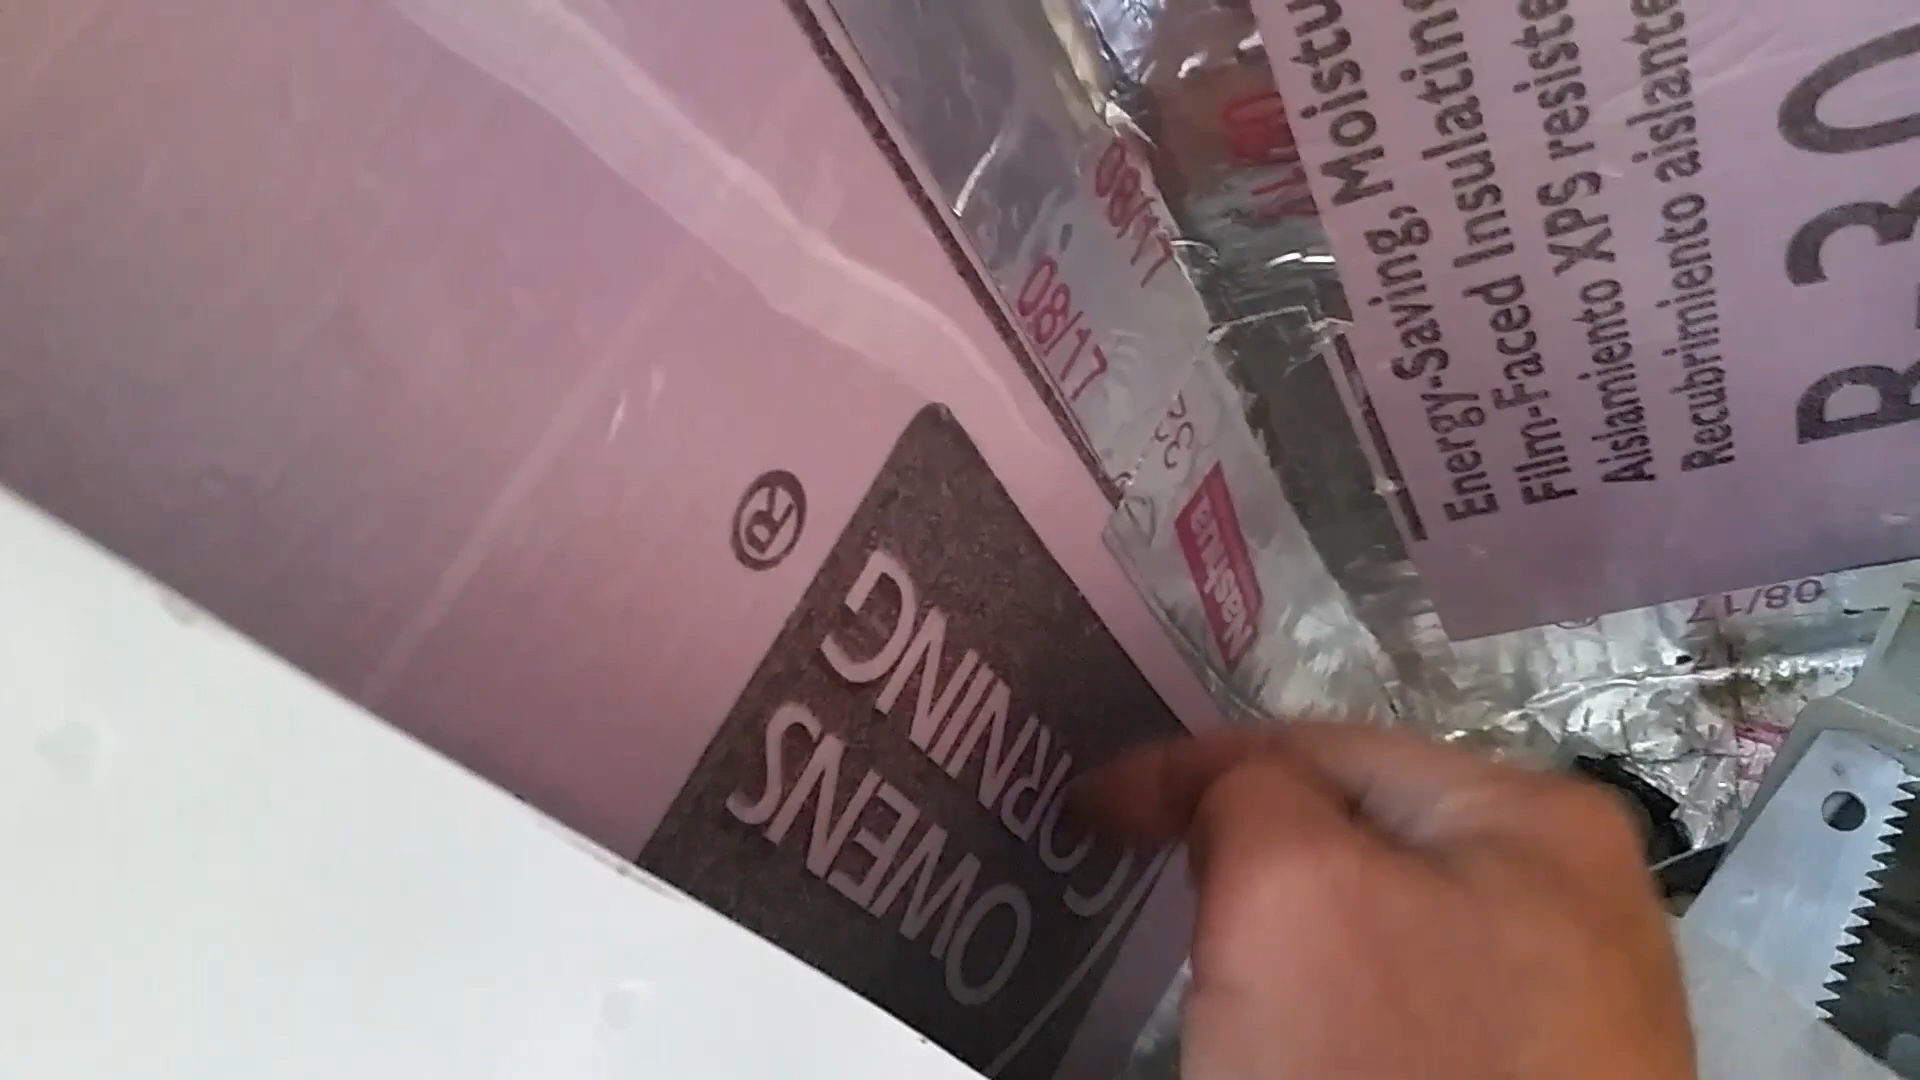 OWENS
CORNING
®
08/17
08/17
Nashua
08/17
Energy-Saving, Moistu
Film-Faced Insulating
Aislamiento XPS resiste
Recubrimiento aislante
R-30